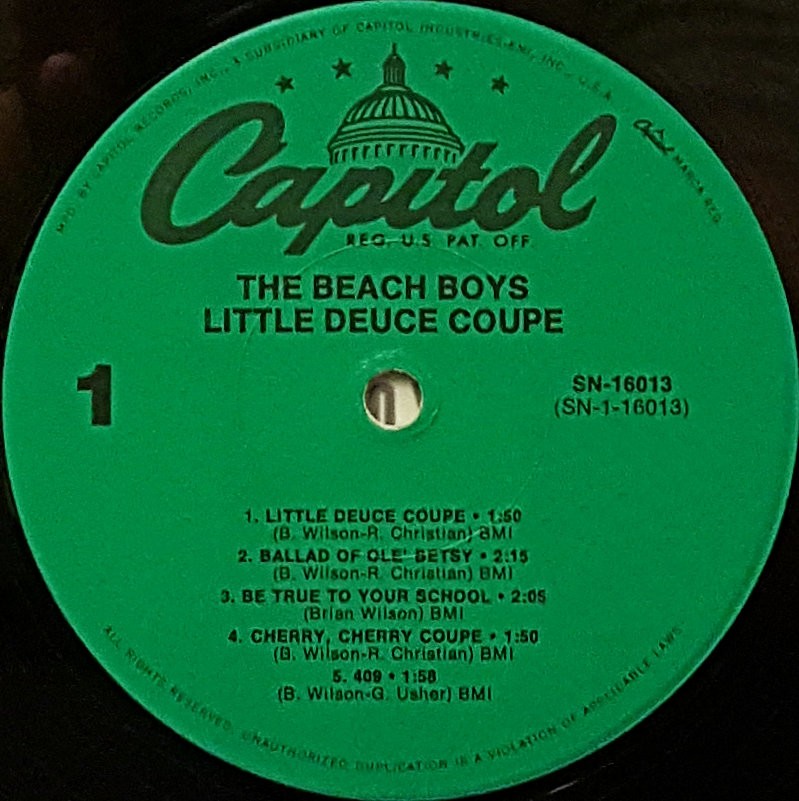 MFD. BY CAPITOL RECORDS, INC., A SUBSIDIARY OF CAPITOL INDUSTRIES-EMI, INC., U.S.A.
Capitol MARCA REG.
Capitol
REG. U.S. PAT. OFF.
THE BEACH BOYS
LITTLE DEUCE COUPE
1
SN-16013
(SN-1-16013)
1. LITTLE DEUCE COUPE • 1:50
(B. Wilson-R. Christian) BMI
2. BALLAD OF OLE' BETSY • 2:15
(B. Wilson-R. Christian) BMI
3. BE TRUE TO YOUR SCHOOL • 2:05
(Brian Wilson) BMI
4. CHERRY, CHERRY COUPE • 1:50
(B. Wilson-R. Christian) BMI
5. 409 • 1:58
(B. Wilson-G. Usher) BMI
ALL RIGHTS RESERVED. UNAUTHORIZED DUPLICATION IS A VIOLATION OF APPLICABLE LAWS.